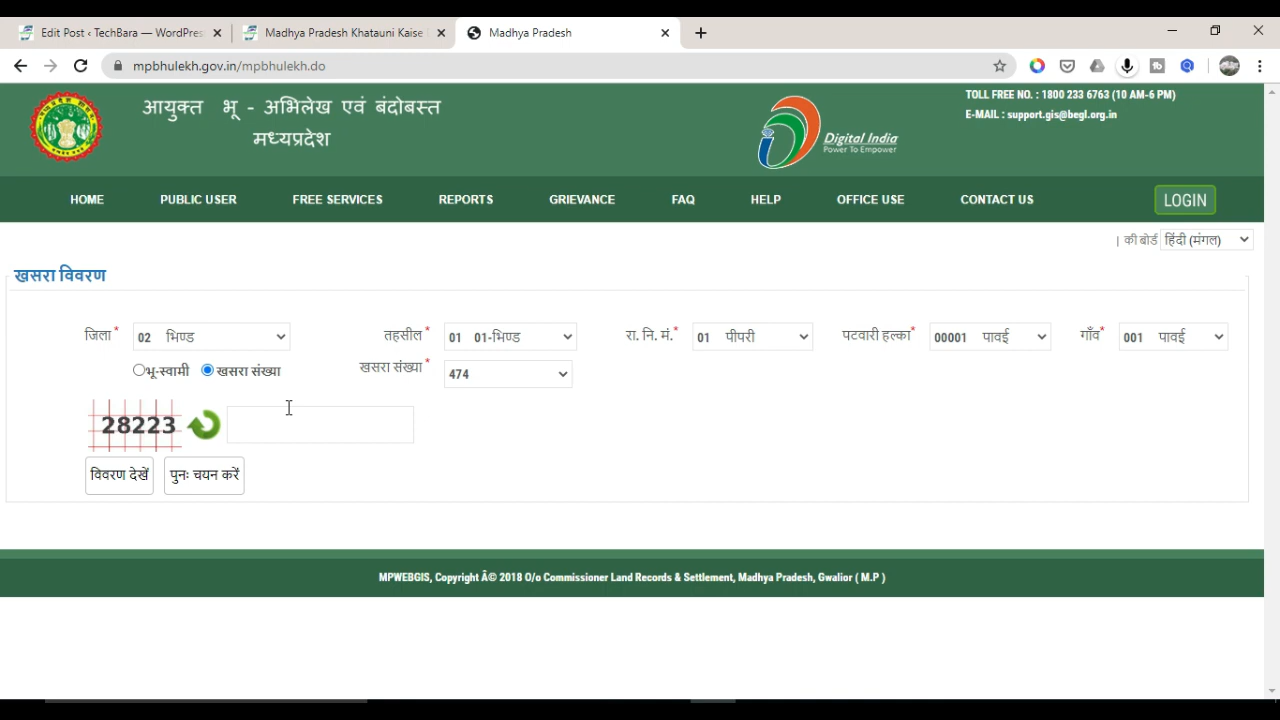 Edit Post ‹ TechBara — WordPres
Madhya Pradesh Khatauni Kaise
Madhya Pradesh
mpbhulekh.gov.in/mpbhulekh.do
आयुक्त भू - अभिलेख एवं बंदोबस्त
मध्यप्रदेश
Digital India
Power To Empower
TOLL FREE NO. : 1800 233 6763 (10 AM-6 PM)
E-MAIL : support.gis@begl.org.in
HOME PUBLIC USER FREE SERVICES REPORTS GRIEVANCE FAQ HELP OFFICE USE CONTACT US LOGIN
| की बोर्ड हिंदी (मंगल)
खसरा विवरण
जिला * 02 भिण्ड तहसील * 01 01-भिण्ड रा. नि. मं. * 01 पीपरी पटवारी हल्का * 00001 पावई गाँव * 001 पावई
भू-स्वामी खसरा संख्या खसरा संख्या * 474
28223
विवरण देखें पुनः चयन करें
MPWEBGIS, Copyright Â© 2018 O/o Commissioner Land Records & Settlement, Madhya Pradesh, Gwalior ( M.P )